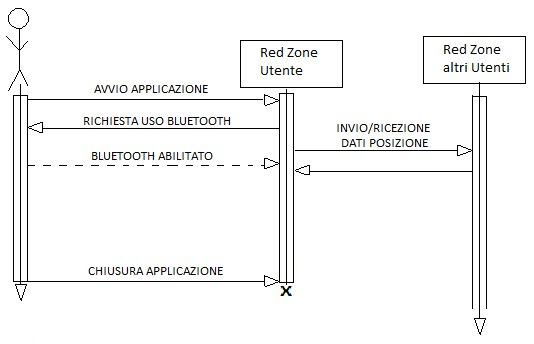 Red Zone
Utente
Red Zone
altri Utenti
AVVIO APPLICAZIONE
RICHIESTA USO BLUETOOTH
INVIO/RICEZIONE
DATI POSIZIONE
BLUETOOTH ABILITATO
CHIUSURA APPLICAZIONE
X